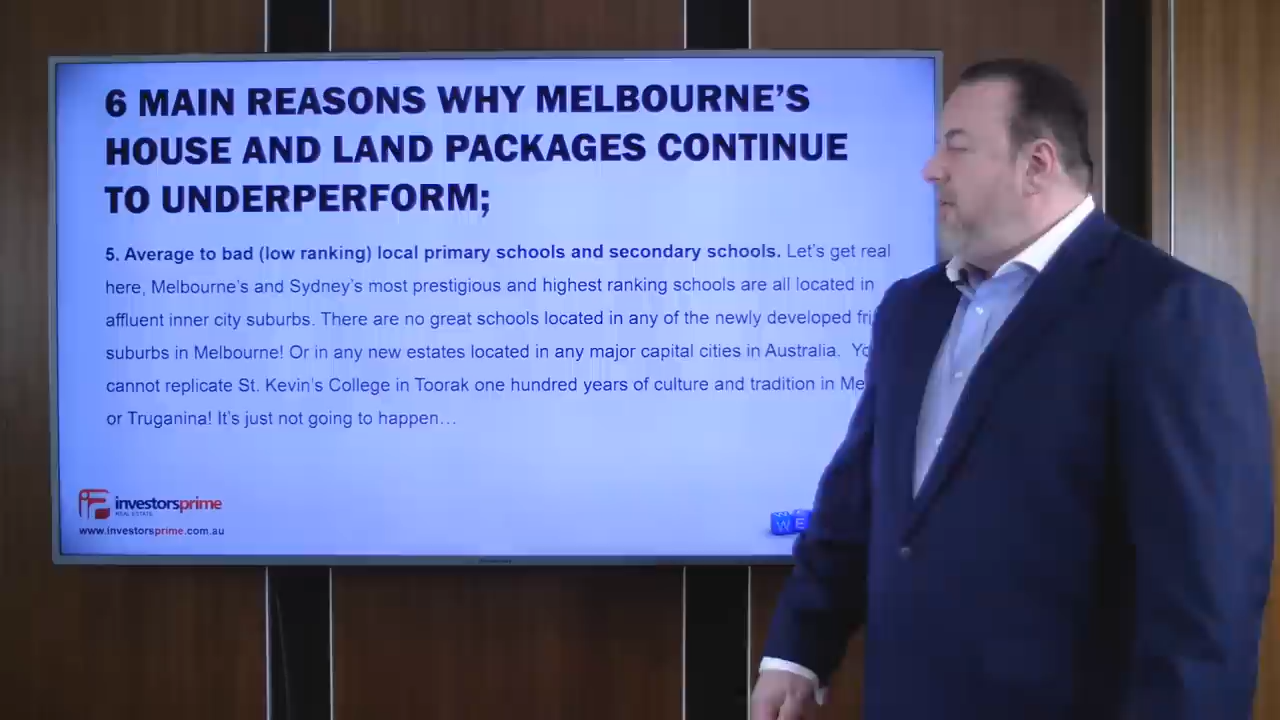 6 MAIN REASONS WHY MELBOURNE'S
HOUSE AND LAND PACKAGES CONTINUE
TO UNDERPERFORM;
5. Average to bad (low ranking) local primary schools and secondary schools. Let's get real
here, Melbourne's and Sydney's most prestigious and highest ranking schools are all located in
affluent inner city suburbs. There are no great schools located in any of the newly developed
suburbs in Melbourne! Or in any new estates located in any major capital cities in Australia.
cannot replicate St. Kevin's College in Toorak one hundred years of culture and tradition in
or Truganina! It's just not going to happen…
investorsprime
REAL ESTATE
www.investorsprime.com.au
WE